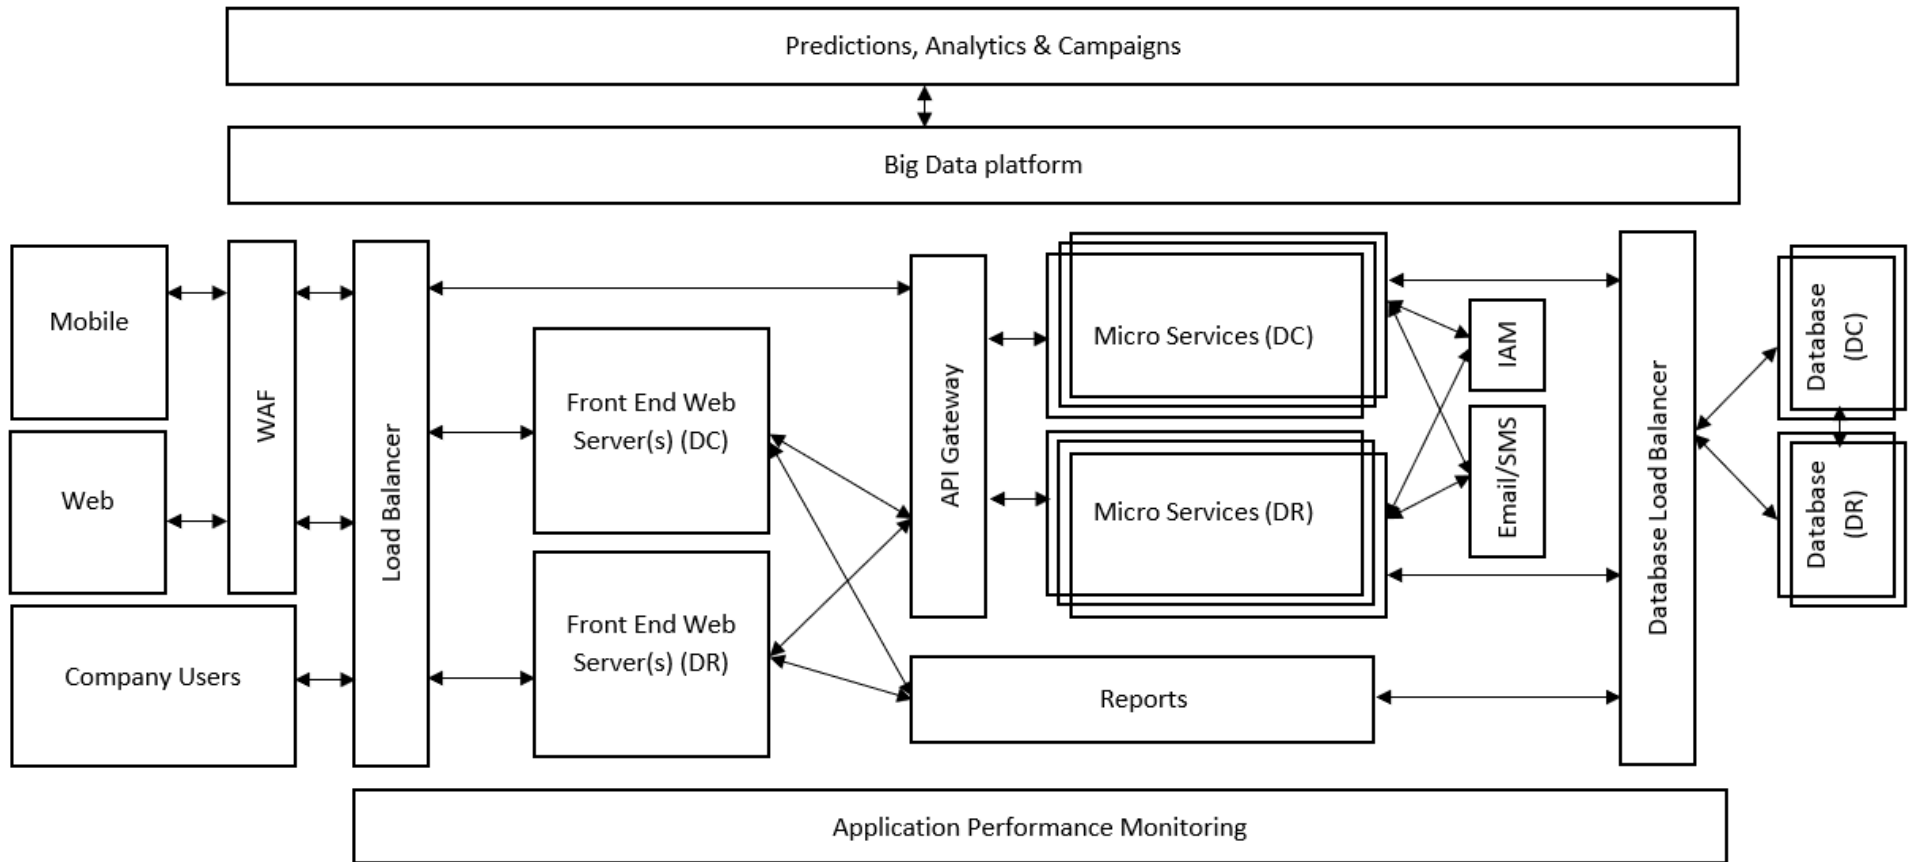 Predictions, Analytics & Campaigns
Big Data platform
Mobile
Web
Company Users
WAF
Load Balancer
Front End Web
Server(s) (DC)
Front End Web
Server(s) (DR)
API Gateway
Micro Services (DC)
Micro Services (DR)
Reports
IAM
Email/SMS
Database Load Balancer
Database
(DC)
Database
(DR)
Application Performance Monitoring